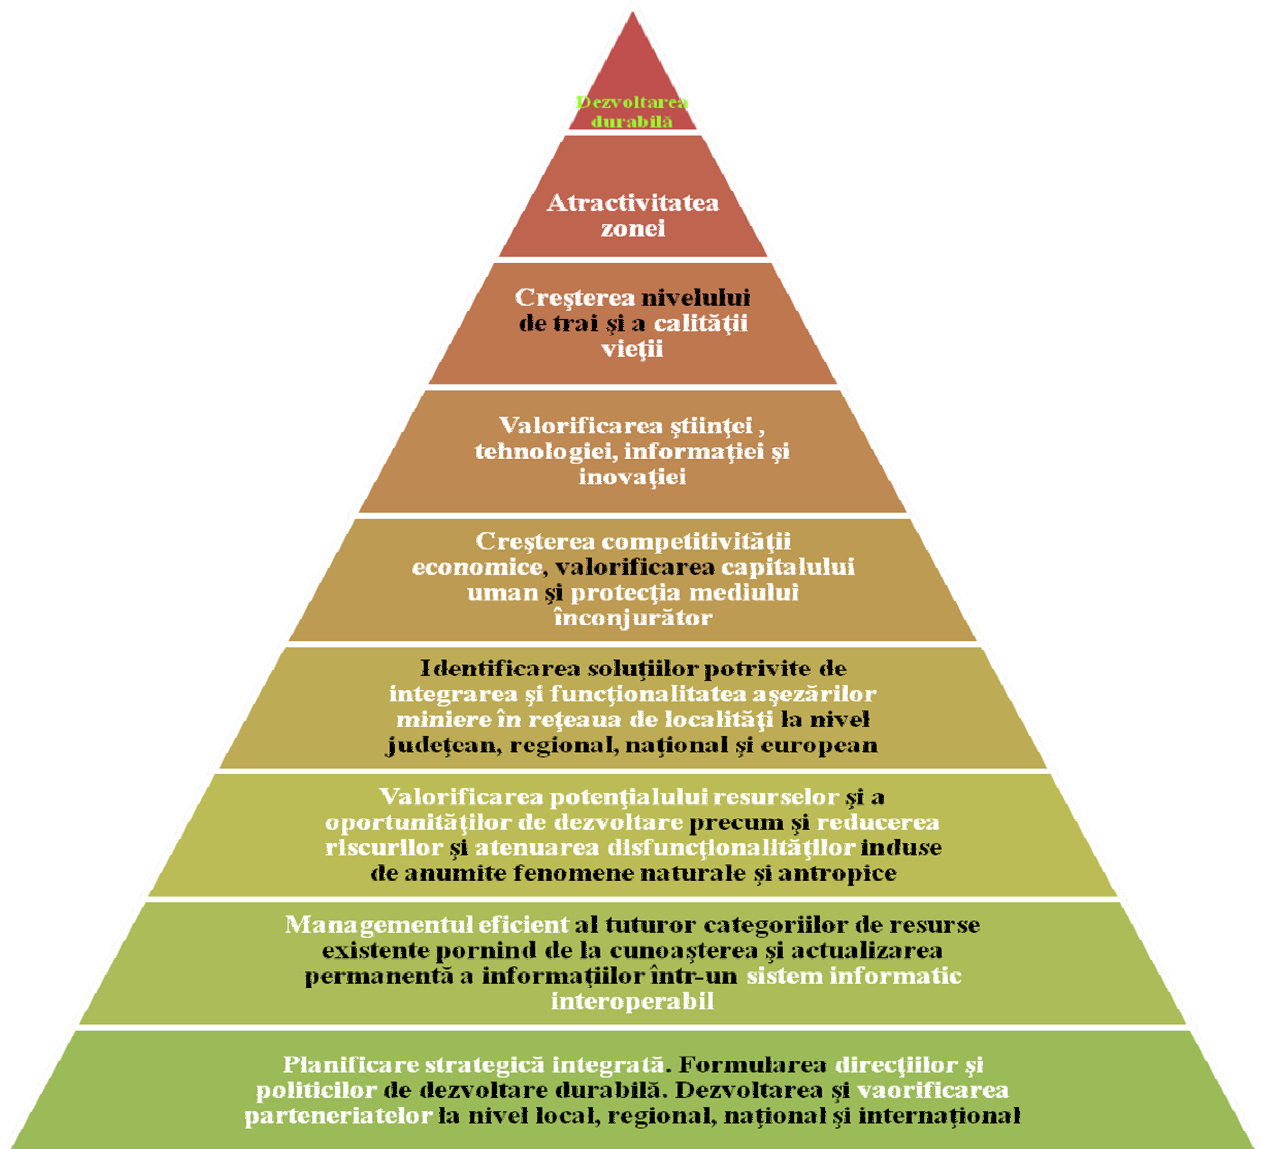 Dezvoltarea
durabilă
Atractivitatea
zonei
Creşterea nivelului
de trai şi a calităţii
vieţii
Valorificarea ştiinţei ,
tehnologiei, informaţiei şi
inovaţiei
Creşterea competitivităţii
economice, valorificarea capitalului
uman şi protecţia mediului
înconjurător
Identificarea soluţiilor potrivite de
integrarea şi funcţionalitatea aşezărilor
miniere în reţeaua de localităţi la nivel
judeţean, regional, naţional şi european
Valorificarea potenţialului resurselor şi a
oportunităţilor de dezvoltare precum şi reducerea
riscurilor şi atenuarea disfuncţionalităţilor induse
de anumite fenomene naturale şi antropice
Managementul eficient al tuturor categoriilor de resurse
existente pornind de la cunoaşterea şi actualizarea
permanentă a informaţiilor într-un sistem informatic
interoperabil
Planificare strategică integrată. Formularea direcţiilor şi
politicilor de dezvoltare durabilă. Dezvoltarea şi vaorificarea
parteneriatelor la nivel local, regional, naţional şi internaţional